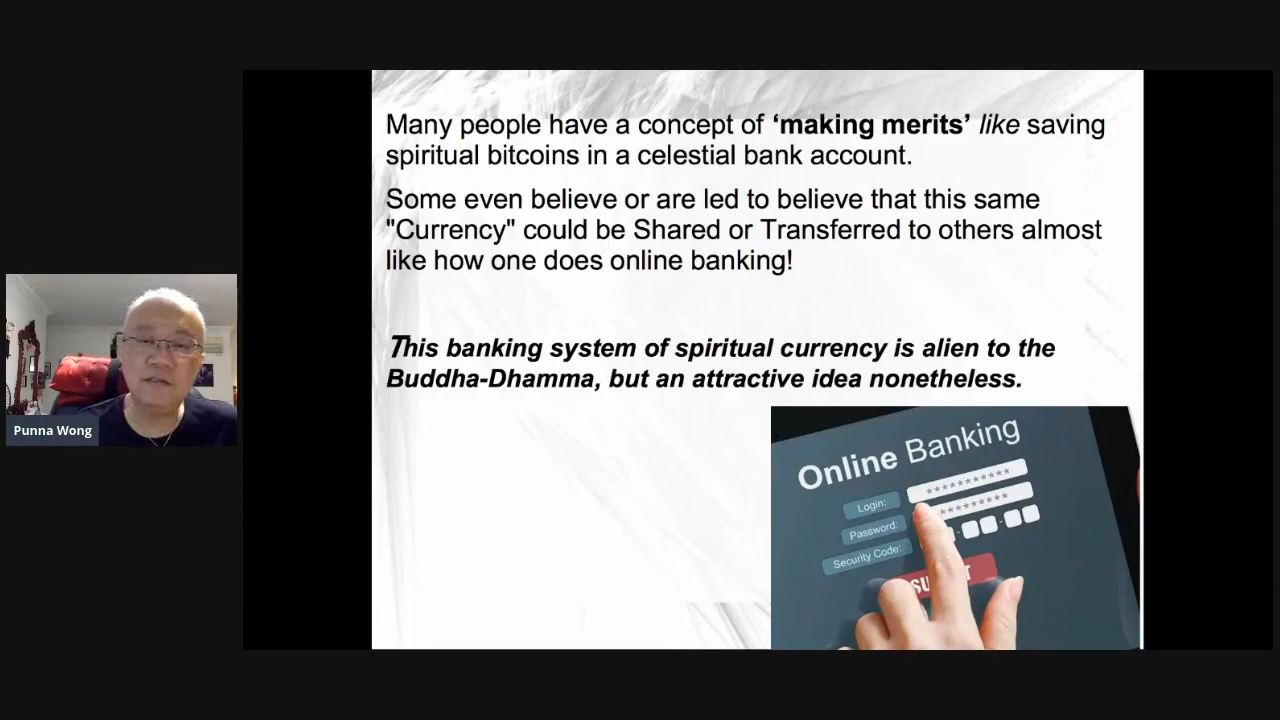 Many people have a concept of ‘making merits’ like saving
spiritual bitcoins in a celestial bank account.
Some even believe or are led to believe that this same
"Currency" could be Shared or Transferred to others almost
like how one does online banking!
This banking system of spiritual currency is alien to the
Buddha-Dhamma, but an attractive idea nonetheless.
Punna Wong
Online Banking
Login: ***********
Password: *********
Security Code: